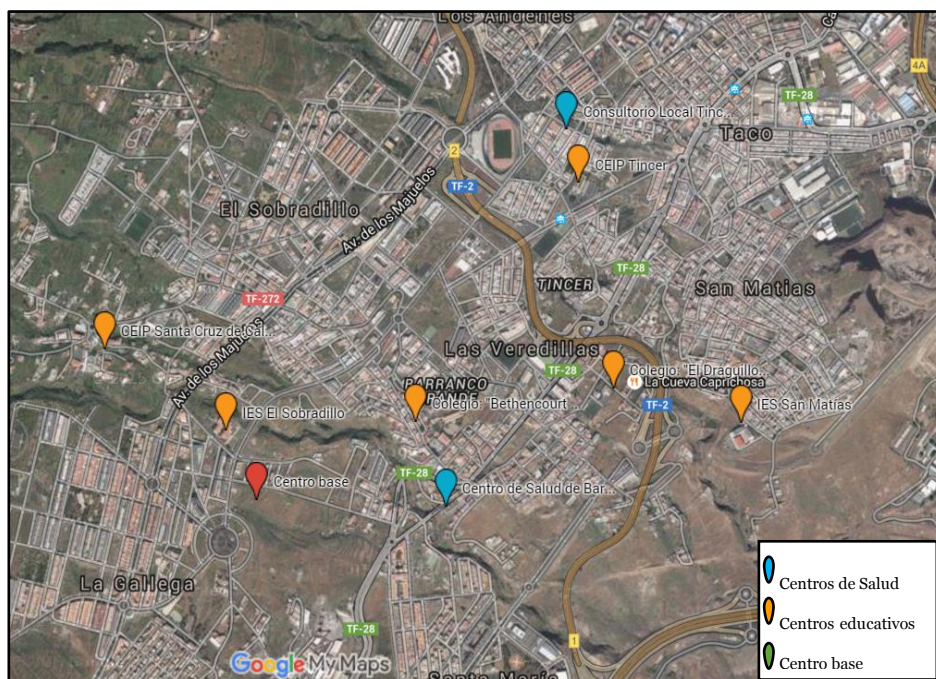 Los Andenes
4A
TF-28
Consultorio Local Tinc...
Taco
2
CEIP Tincer
TF-2
El Sobradillo
Av. de los Majuelos
TF-28
TINCER
San Matias
TF-272
CEIP Santa Cruz de Cal...
Las Veredillas
Av. de los Majuelos
TF-28
Colegio: "El Draguillo...
La Cueva Caprichosa
BARRANCO
GRANDE
Colegio: "Bethencourt ...
TF-2
IES San Matías
IES El Sobradillo
TF-28
Centro base
Centro de Salud de Bar...
La Gallega
TF-28
1
Google My Maps
Santa María
Centros de Salud
Centros educativos
Centro base